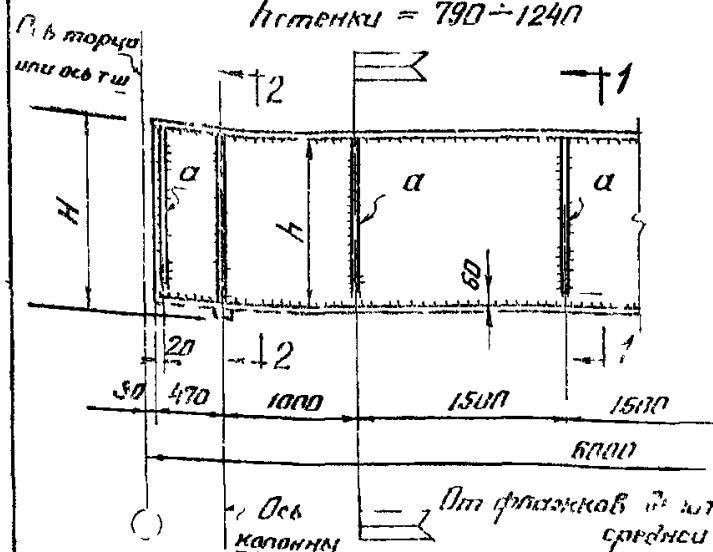 hстенки = 790÷1240
Ось торца
или ось тш
2
1
а
а
а
H
h
60
20
2
1
30
470
1000
1500
1500
6000
Ось
колонны
От флажков
средней